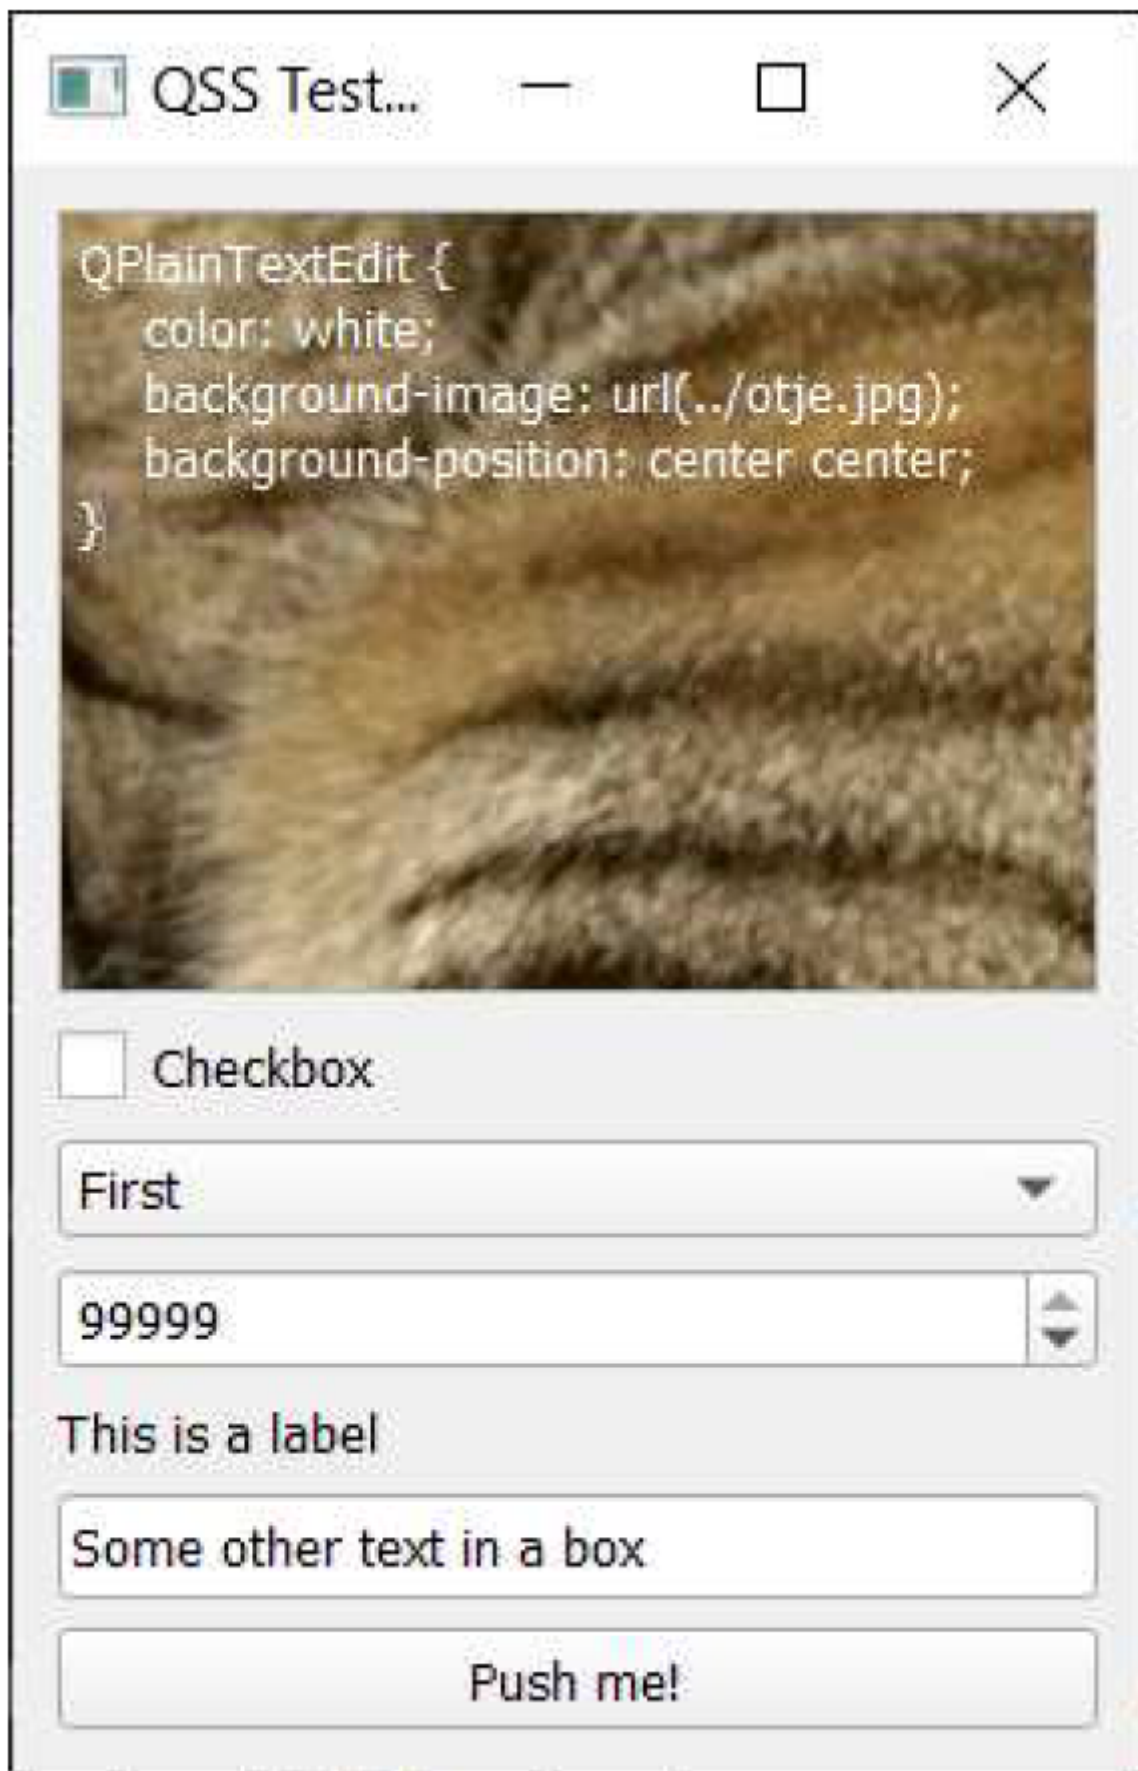 QSS Test...
QPlainTextEdit {
    color: white;
    background-image: url(../otje.jpg);
    background-position: center center;
}
Checkbox
First
99999
This is a label
Some other text in a box
Push me!